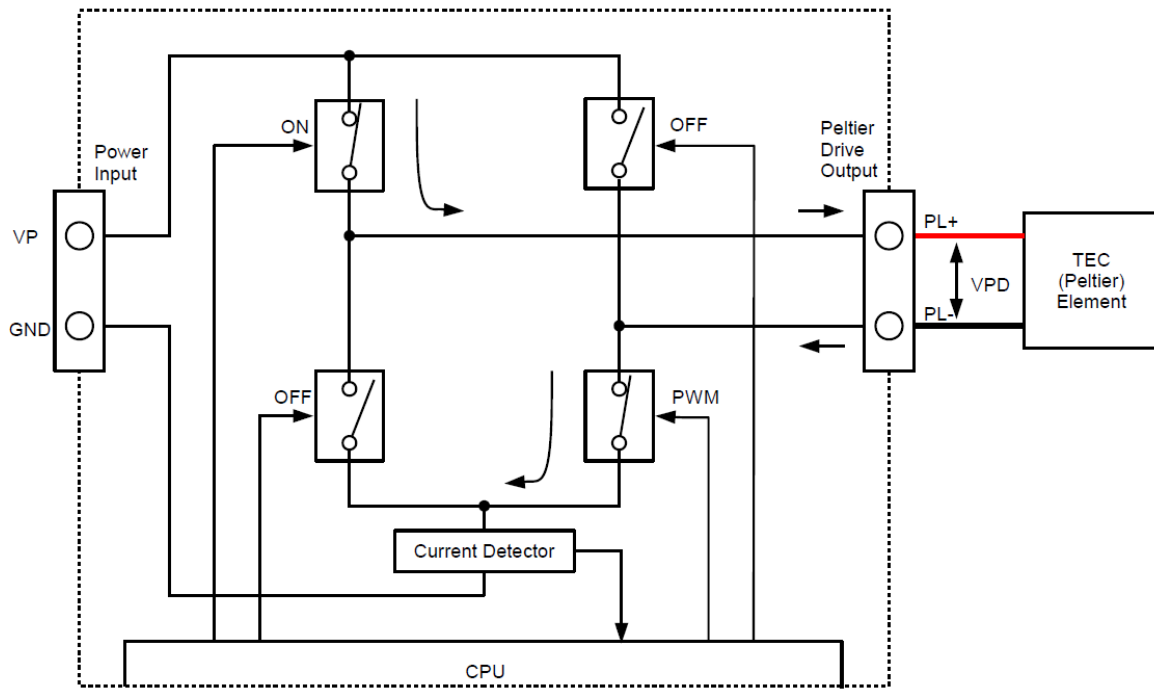 ON
OFF
Power
Input
Peltier
Drive
Output
VP
GND
PL+
VPD
PL-
TEC
(Peltier)
Element
OFF
PWM
Current Detector
CPU